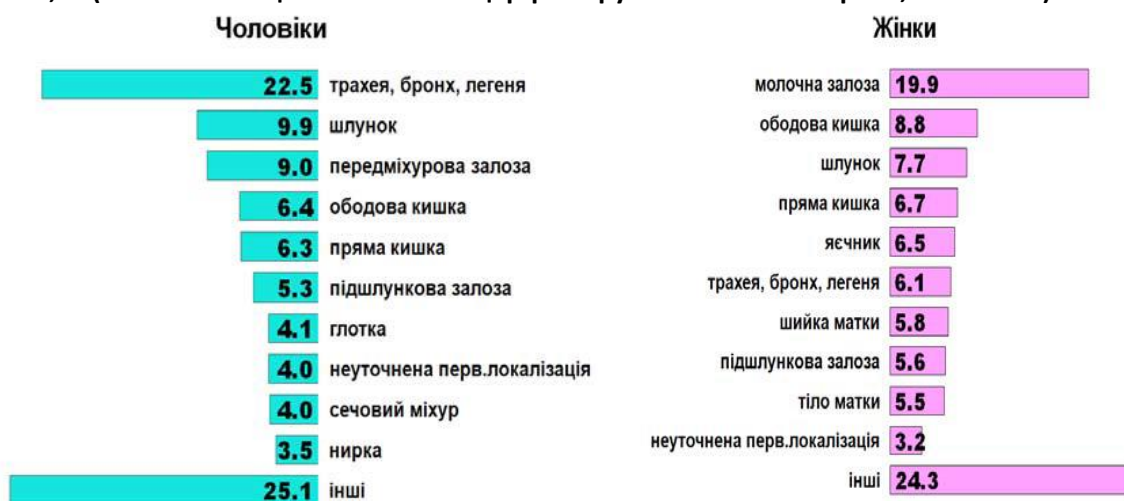 Чоловіки
22.5 трахея, бронх, легеня
9.9 шлунок
9.0 передміхурова залоза
6.4 ободова кишка
6.3 пряма кишка
5.3 підшлункова залоза
4.1 глотка
4.0 неуточнена перв.локалізація
4.0 сечовий міхур
3.5 нирка
25.1 інші
Жінки
молочна залоза 19.9
ободова кишка 8.8
шлунок 7.7
пряма кишка 6.7
яєчник 6.5
трахея, бронх, легеня 6.1
шийка матки 5.8
підшлункова залоза 5.6
тіло матки 5.5
неуточнена перв.локалізація 3.2
інші 24.3